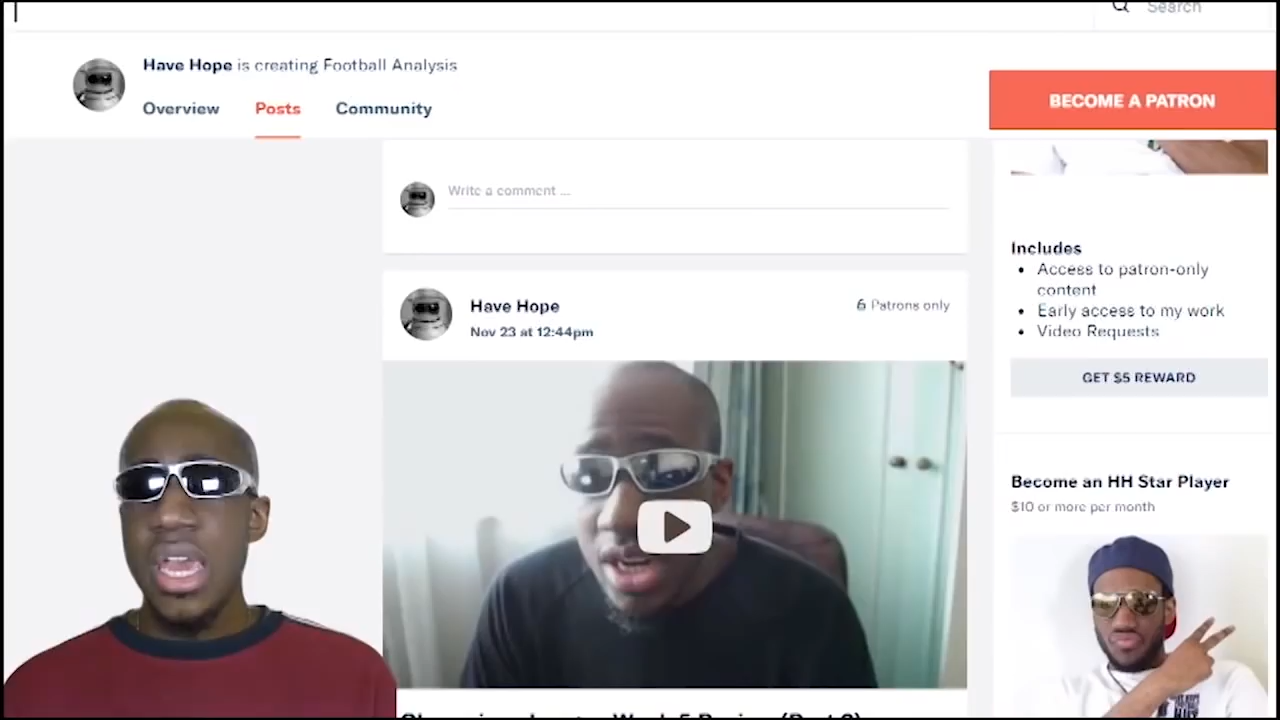 Search
Have Hope is creating Football Analysis
Overview Posts Community
BECOME A PATRON
Write a comment ...
Includes
Access to patron-only
content
Early access to my work
Video Requests
GET $5 REWARD
Have Hope
6 Patrons only
Nov 23 at 12:44pm
Become an HH Star Player
$10 or more per month